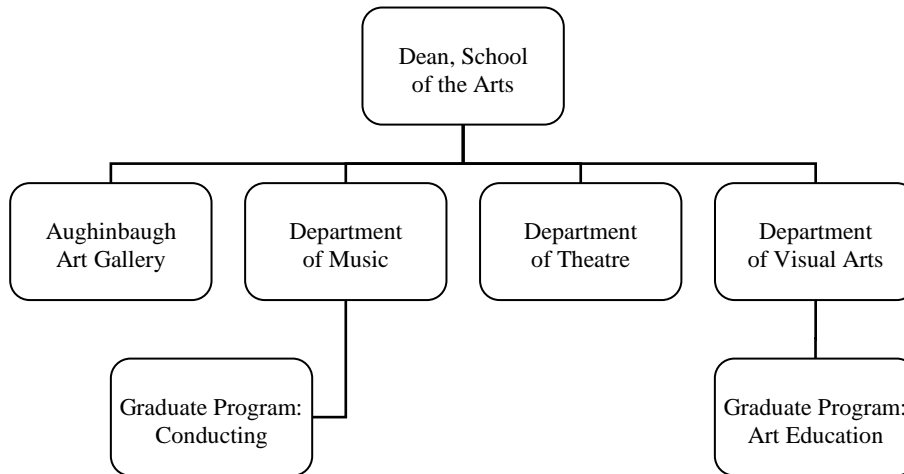 Dean, School
of the Arts
Aughinbaugh
Art Gallery
Department
of Music
Department
of Theatre
Department
of Visual Arts
Graduate Program:
Conducting
Graduate Program:
Art Education